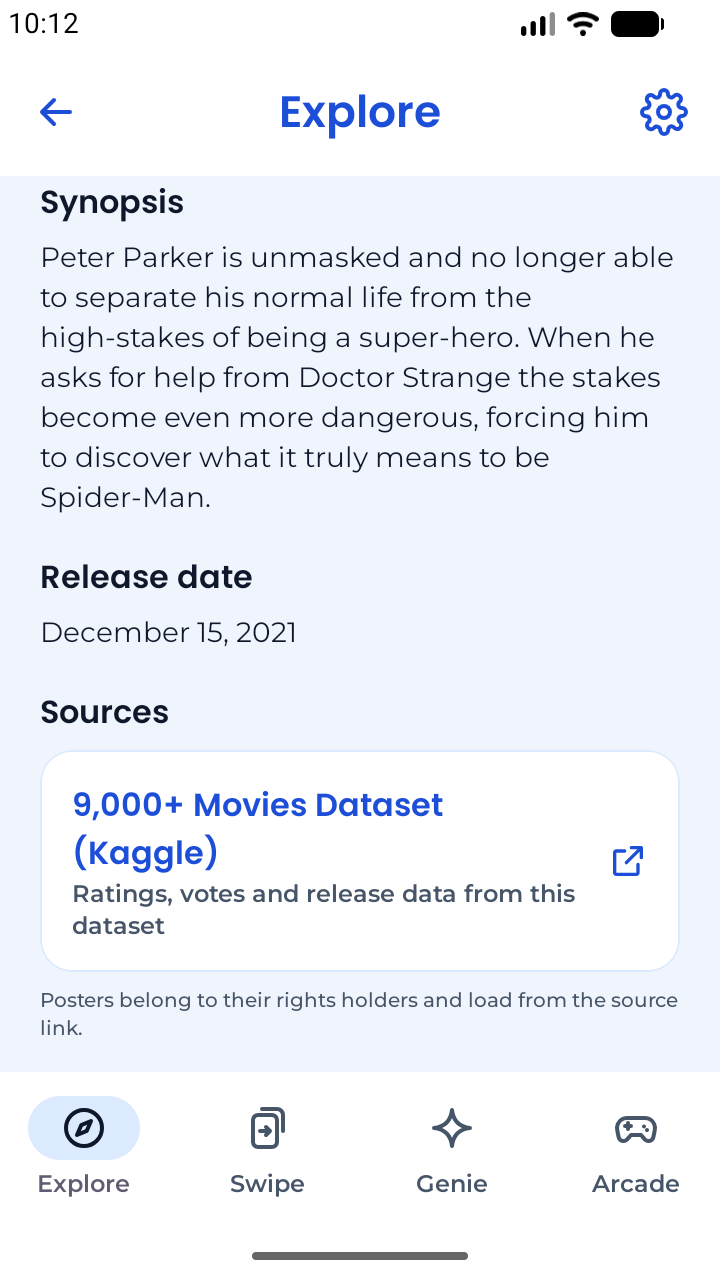 10:12
Explore
Synopsis
Peter Parker is unmasked and no longer able
to separate his normal life from the
high-stakes of being a super-hero. When he
asks for help from Doctor Strange the stakes
become even more dangerous, forcing him
to discover what it truly means to be
Spider-Man.
Release date
December 15, 2021
Sources
9,000+ Movies Dataset
(Kaggle)
Ratings, votes and release data from this
dataset
Posters belong to their rights holders and load from the source
link.
Explore
Swipe
Genie
Arcade